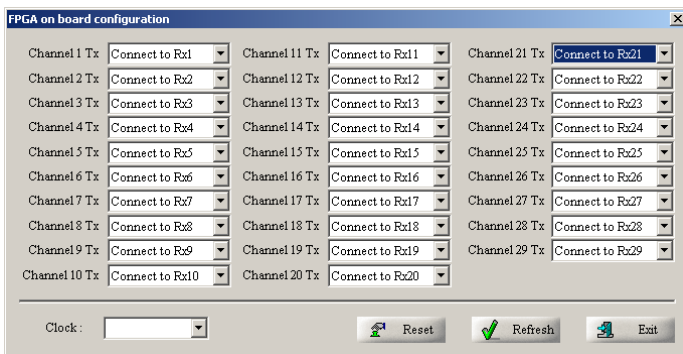 FPGA on board configuration
Channel 1 Tx Connect to Rx1 Channel 11 Tx Connect to Rx11 Channel 21 Tx Connect to Rx21
Channel 2 Tx Connect to Rx2 Channel 12 Tx Connect to Rx12 Channel 22 Tx Connect to Rx22
Channel 3 Tx Connect to Rx3 Channel 13 Tx Connect to Rx13 Channel 23 Tx Connect to Rx23
Channel 4 Tx Connect to Rx4 Channel 14 Tx Connect to Rx14 Channel 24 Tx Connect to Rx24
Channel 5 Tx Connect to Rx5 Channel 15 Tx Connect to Rx15 Channel 25 Tx Connect to Rx25
Channel 6 Tx Connect to Rx6 Channel 16 Tx Connect to Rx16 Channel 26 Tx Connect to Rx26
Channel 7 Tx Connect to Rx7 Channel 17 Tx Connect to Rx17 Channel 27 Tx Connect to Rx27
Channel 8 Tx Connect to Rx8 Channel 18 Tx Connect to Rx18 Channel 28 Tx Connect to Rx28
Channel 9 Tx Connect to Rx9 Channel 19 Tx Connect to Rx19 Channel 29 Tx Connect to Rx29
Channel 10 Tx Connect to Rx10 Channel 20 Tx Connect to Rx20
Clock : Reset Refresh Exit